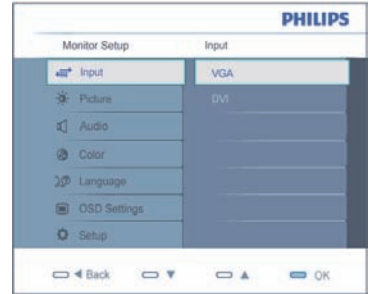 PHILIPS
Monitor Setup
Input
Input
VGA
Picture
DVI
Audio
Color
Language
OSD Settings
Setup
◀ Back ▼ ▲ OK